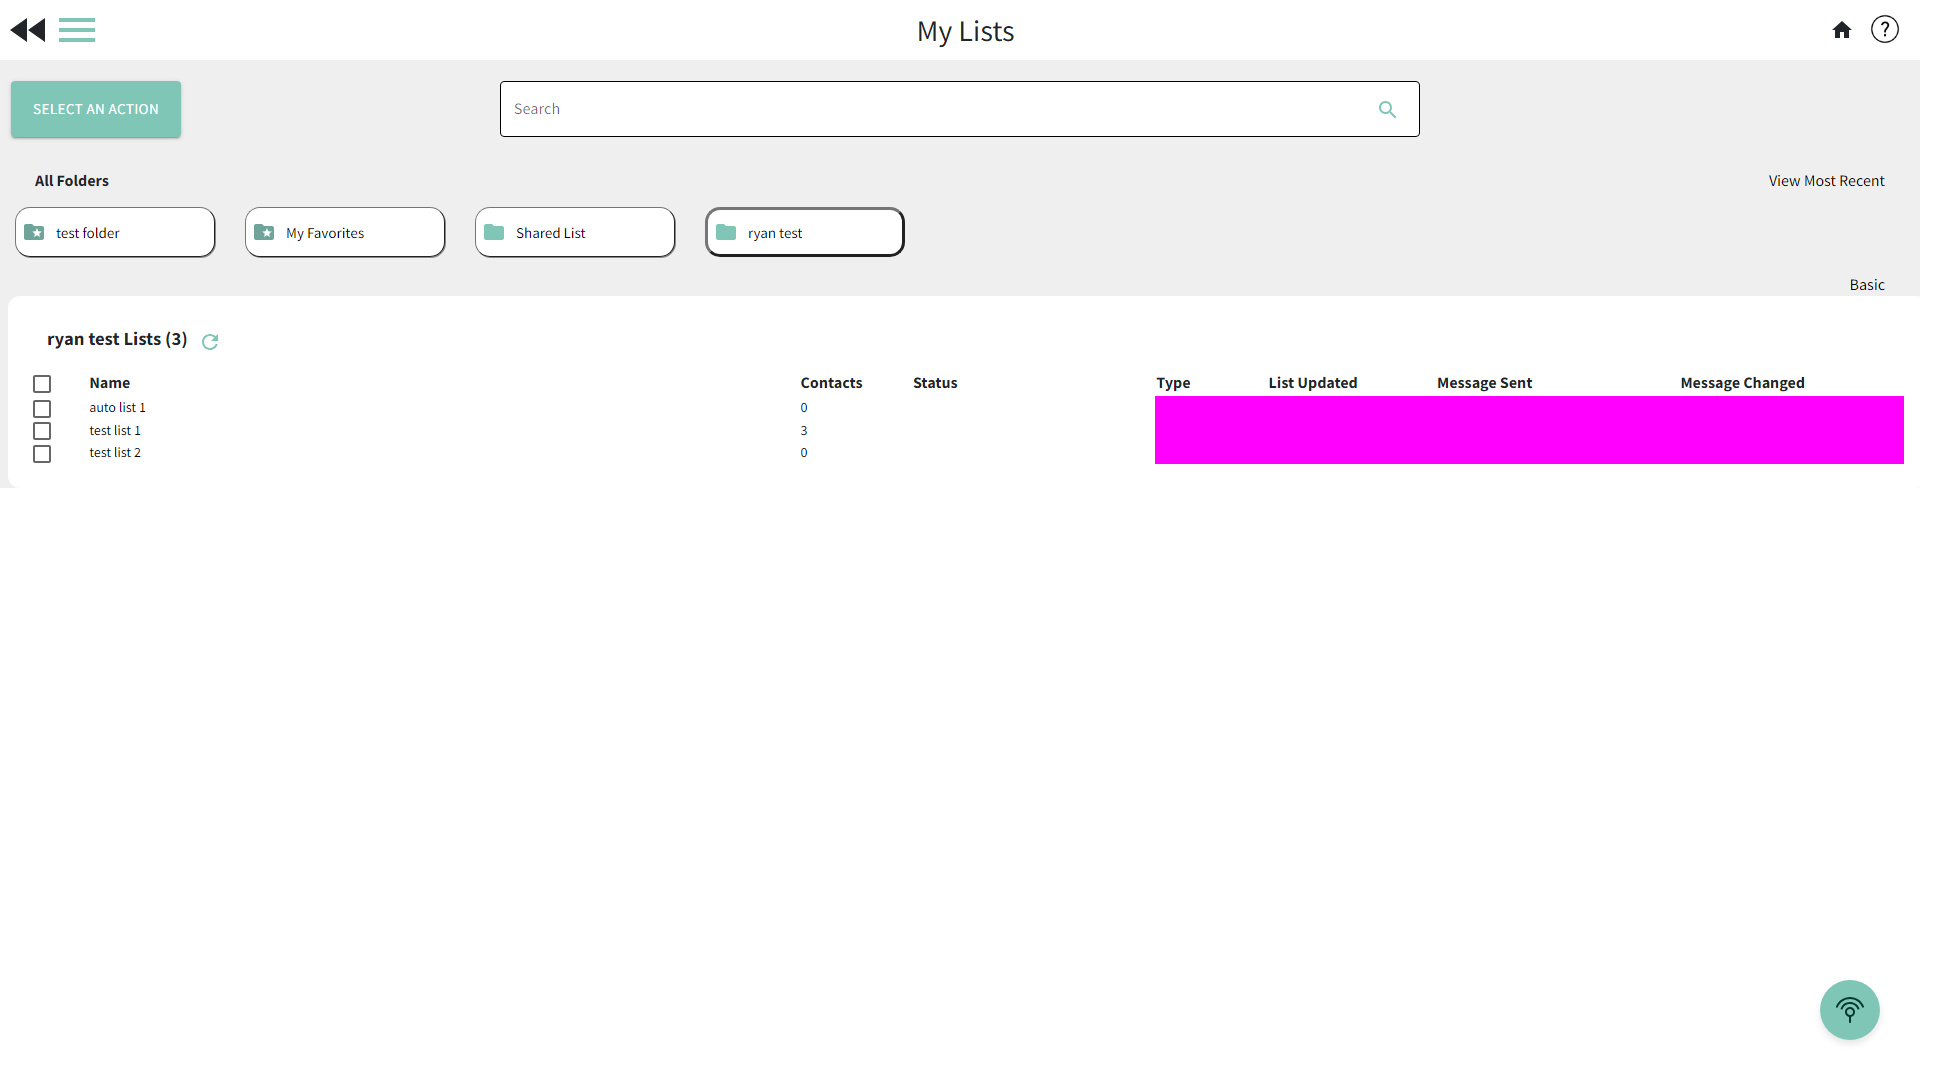 My Lists
?
SELECT AN ACTION
Search
All Folders
View Most Recent
test folder
My Favorites
Shared List
ryan test
Basic
ryan test Lists (3)
Name Contacts Status Type List Updated Message Sent Message Changed
auto list 1 0
test list 1 3
test list 2 0